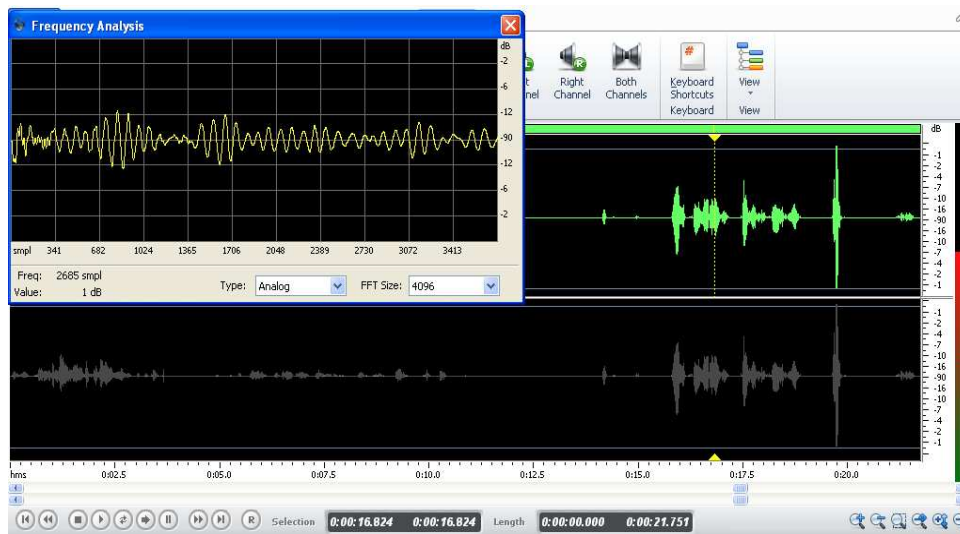 Frequency Analysis
dB
-2
-6
-12
-90
-12
-6
-2
smpl 341 682 1024 1365 1706 2048 2389 2730 3072 3413
Freq: 2685 smpl
Value: 1 dB
Type: Analog FFT Size: 4096
Right Channel
Both Channels
Keyboard Shortcuts
View
Keyboard
View
dB
-1
-2
-4
-7
-10
-16
-90
-16
-10
-7
-4
-2
-1
-1
-2
-4
-7
-10
-16
-90
-16
-10
-7
-4
-2
-1
hms 0:02.5 0:05.0 0:07.5 0:10.0 0:12.5 0:15.0 0:17.5 0:20.0
R Selection 0:00:16.824 0:00:16.824 Length 0:00:00.000 0:00:21.751